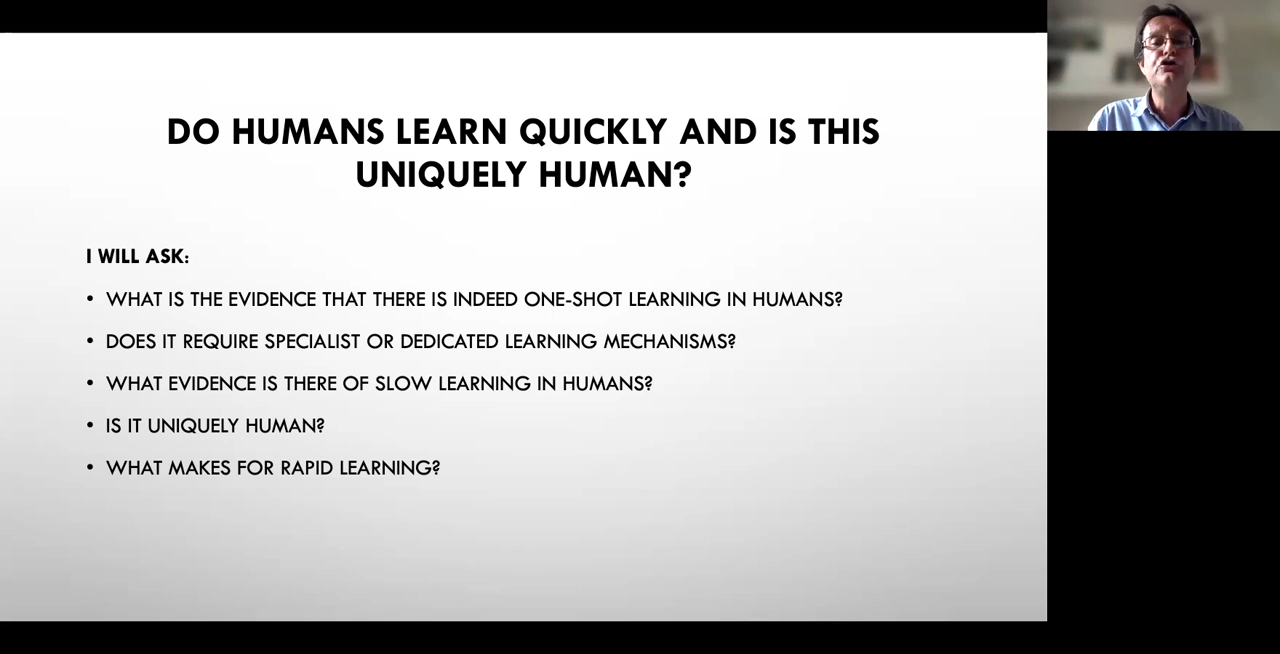 DO HUMANS LEARN QUICKLY AND IS THIS
UNIQUELY HUMAN?
I WILL ASK:
• WHAT IS THE EVIDENCE THAT THERE IS INDEED ONE-SHOT LEARNING IN HUMANS?
• DOES IT REQUIRE SPECIALIST OR DEDICATED LEARNING MECHANISMS?
• WHAT EVIDENCE IS THERE OF SLOW LEARNING IN HUMANS?
• IS IT UNIQUELY HUMAN?
• WHAT MAKES FOR RAPID LEARNING?